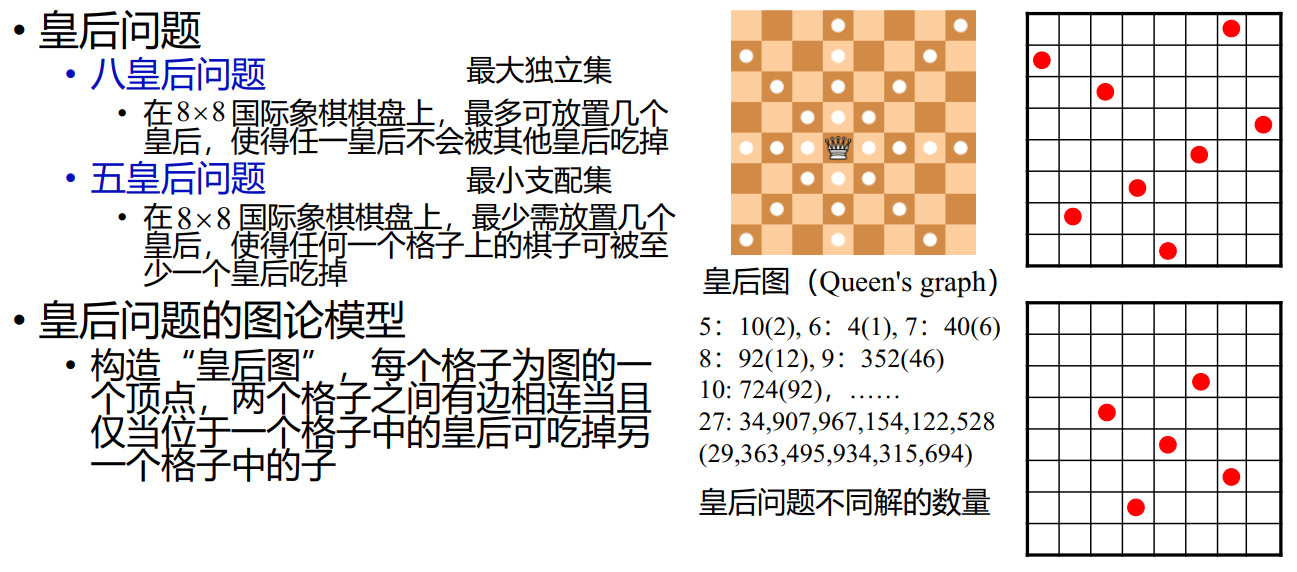 • 皇后问题
• 八皇后问题 最大独立集
• 在 8×8 国际象棋棋盘上，最多可放置几个
皇后，使得任一皇后不会被其他皇后吃掉
• 五皇后问题 最小支配集
• 在 8×8 国际象棋棋盘上，最少需放置几个
皇后，使得任何一个格子上的棋子可被至
少一个皇后吃掉
• 皇后问题的图论模型
• 构造“皇后图”，每个格子为图的一
个顶点，两个格子之间有边相连当且
仅当位于一个格子中的皇后可吃掉另
一个格子中的子
皇后图（Queen's graph）
5：10(2), 6：4(1), 7：40(6)
8：92(12), 9：352(46)
10: 724(92)，……
27: 34,907,967,154,122,528
(29,363,495,934,315,694)
皇后问题不同解的数量